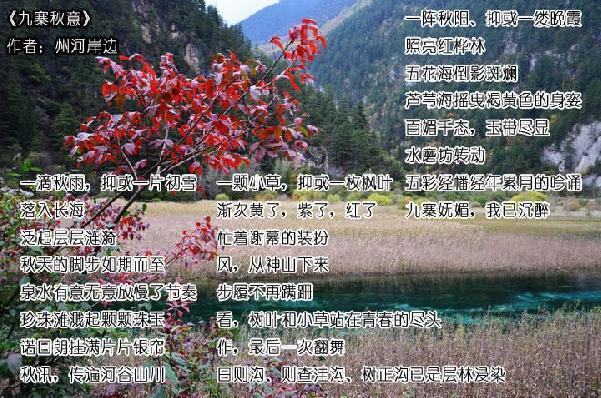 《九寨秋意》
作者：州河岸边
一滴秋雨，抑或一片初雪
落入长海
泛起层层涟漪
秋天的脚步如期而至
泉水有意无意放慢了节奏
珍珠滩溅起颗颗珠玉
诺日朗挂满片片银帘
秋讯，传遍河谷山川
一颗小草，抑或一枚枫叶
渐次黄了，紫了，红了
忙着谢幕的装扮
风，从神山下来
步履不再蹒跚
看，树叶和小草站在青春的尽头
作，最后一次翻舞
日则沟、则查洼沟、树正沟已是层林浸染
一阵秋阳、抑或一缕晚霞
照亮红桦林
五花海倒影斑斓
芦苇海摇曳褐黄色的身姿
百媚千态，玉带尽显
水磨坊转动
五彩经幡经年累月的吟诵
九寨妩媚，我已沉醉